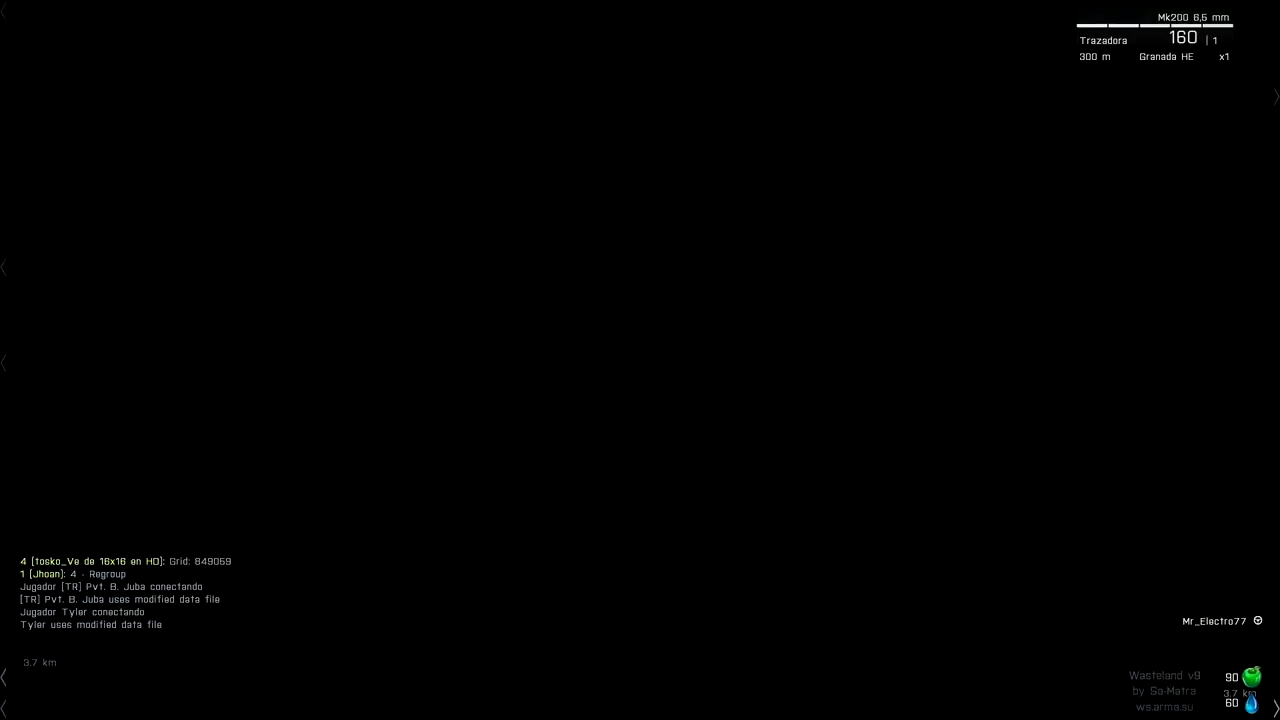 Mk200 6,5 mm
Trazadora 160 | 1
300 m Granada HE x1
4 (tosko_Ve de 16x16 en HD): Grid: 849059
1 (Jhoan): 4 - Regroup
Jugador [TR] Pvt. B. Juba conectando
[TR] Pvt. B. Juba uses modified data file
Jugador Tyler conectando
Tyler uses modified data file
Mr_Electro77
3.7 km
Wasteland v9 90
by Sa-Matra 3.7 km
ws.arma.su 60